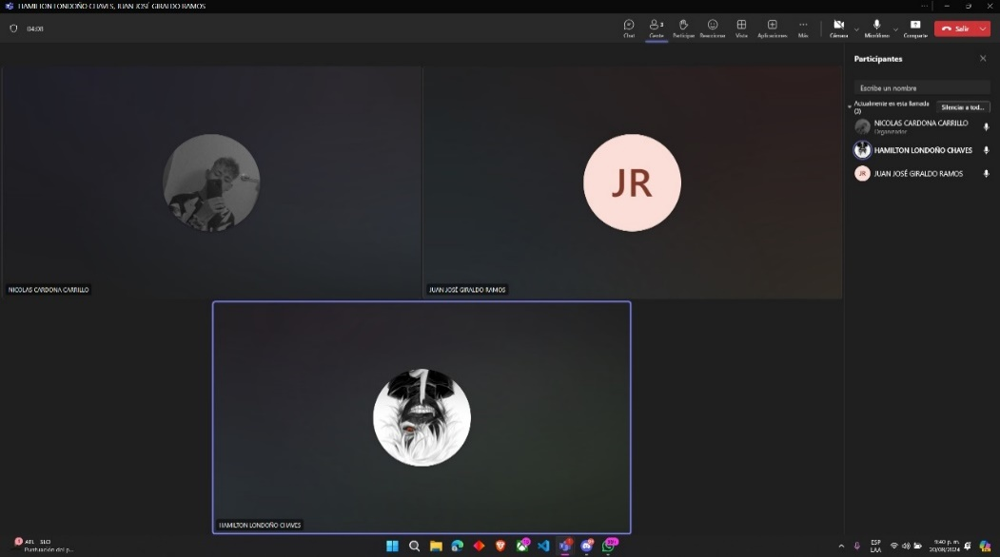 HAMILTON LONDOÑO CHAVES, JUAN JOSÉ GIRALDO RAMOS
04:08
Chat Gente 3 Participar Reaccionar Vista Aplicaciones Más Cámara Micrófono Compartir Salir
Participantes
Escribe un nombre
Actualmente en esta llamada
(3)
Silenciar a tod...
NICOLAS CARDONA CARRILLO
Organizador
HAMILTON LONDOÑO CHAVES
JR JUAN JOSÉ GIRALDO RAMOS
JR
NICOLAS CARDONA CARRILLO
JUAN JOSÉ GIRALDO RAMOS
HAMILTON LONDOÑO CHAVES
ATL SLO
Puntuación del p...
ESP
LAA
9:40 p. m.
20/08/2024